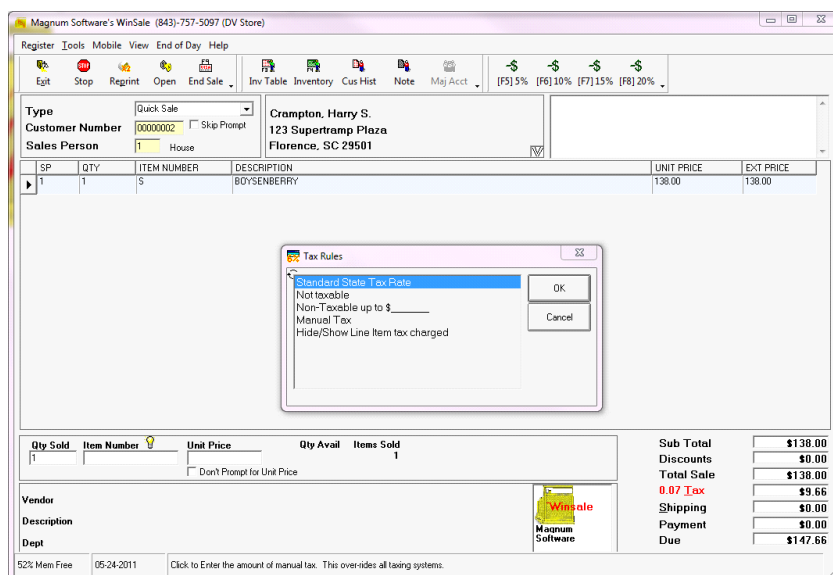 Magnum Software's WinSale (843)-757-5097 (DV Store)
Register Tools Mobile View End of Day Help
Exit Stop Reprint Open End Sale Inv Table Inventory Cus Hist Note Maj Acct [F5] 5% [F6] 10% [F7] 15% [F8] 20%
Type Quick Sale
Customer Number 00000002 Skip Prompt
Sales Person 1 House
Crampton, Harry S.
123 Supertramp Plaza
Florence, SC 29501
SP QTY ITEM NUMBER DESCRIPTION UNIT PRICE EXT PRICE
1 1 S BOYSENBERRY 138.00 138.00
Tax Rules
Standard State Tax Rate
Not taxable
Non-Taxable up to $_______
Manual Tax
Hide/Show Line Item tax charged
OK
Cancel
Qty Sold Item Number Unit Price Qty Avail Items Sold
1 1
Don't Prompt for Unit Price
Vendor
Description
Dept
Winsale
Magnum
Software
Sub Total $138.00
Discounts $0.00
Total Sale $138.00
0.07 Tax $9.66
Shipping $0.00
Payment $0.00
Due $147.66
52% Mem Free 05-24-2011 Click to Enter the amount of manual tax. This over-rides all taxing systems.